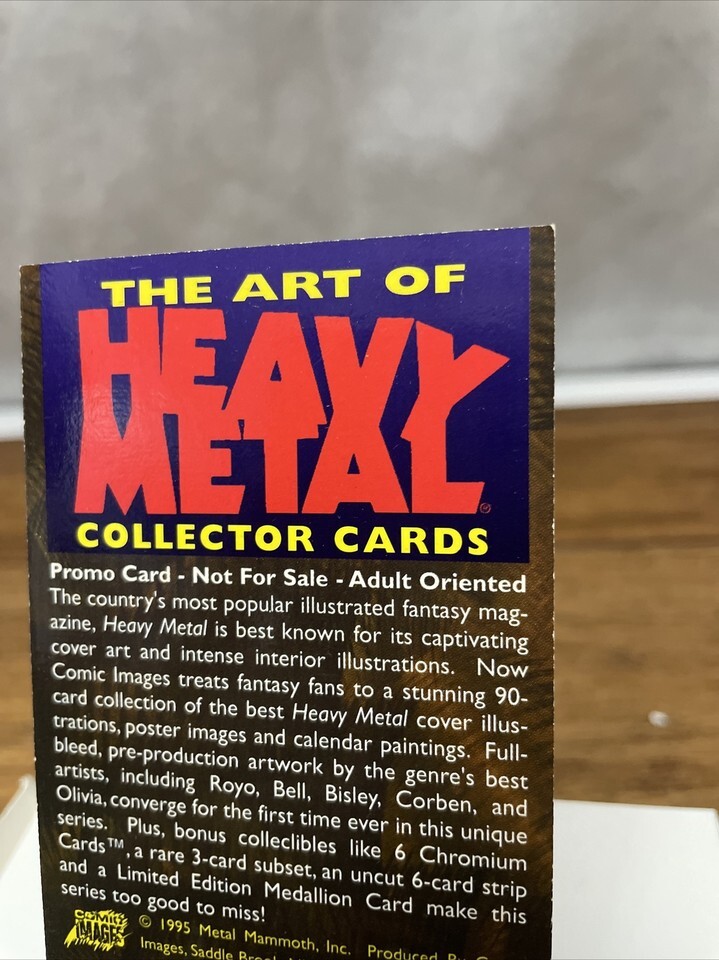 THE ART OF
HEAVY
METAL
COLLECTOR CARDS
Promo Card - Not For Sale - Adult Oriented
The country's most popular illustrated fantasy mag-
azine, Heavy Metal is best known for its captivating
cover art and intense interior illustrations. Now
Comic Images treats fantasy fans to a stunning 90-
card collection of the best Heavy Metal cover illus-
trations, poster images and calendar paintings. Full-
bleed, pre-production artwork by the genre's best
artists, including Royo, Bell, Bisley, Corben, and
Olivia, converge for the first time ever in this unique
series. Plus, bonus collectibles like 6 Chromium
Cards™, a rare 3-card subset, an uncut 6-card strip
and a Limited Edition Medallion Card make this
series too good to miss!
COMIC
IMAGES
© 1995 Metal Mammoth, Inc. Produced By
Images, Saddle